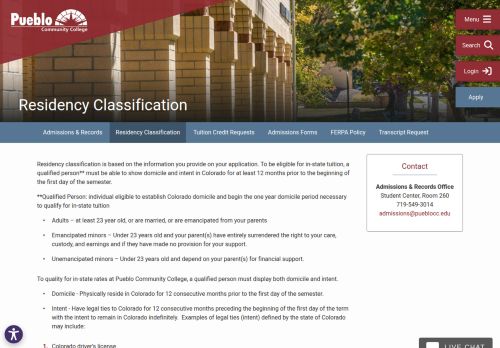 Pueblo
Community College
Menu
Search
Login
Apply
Residency Classification
Admissions & Records
Residency Classification
Tuition Credit Requests
Admissions Forms
FERPA Policy
Transcript Request
Residency classification is based on the information you provide on your application. To be eligible for in-state tuition, a
qualified person** must be able to show domicile and intent in Colorado for at least 12 months prior to the beginning of
the first day of the semester.
**Qualified Person: individual eligible to establish Colorado domicile and begin the one year domicile period necessary
to qualify for in-state tuition
• Adults – at least 23 year old, or are married, or are emancipated from your parents
• Emancipated minors – Under 23 years old and your parent(s) have entirely surrendered the right to your care,
custody, and earnings and if they have made no provision for your support.
• Unemancipated minors – Under 23 years old and depend on your parent(s) for financial support.
To qualify for in-state rates at Pueblo Community College, a qualified person must display both domicile and intent.
• Domicile - Physically reside in Colorado for 12 consecutive months prior to the first day of the semester.
• Intent - Have legal ties to Colorado for 12 consecutive months preceding the beginning of the first day of the term
with the intent to remain in Colorado indefinitely. Examples of legal ties (intent) defined by the state of Colorado
may include:
1. Colorado driver's license
Contact
Admissions & Records Office
Student Center, Room 260
719-549-3014
admissions@pueblocc.edu
LIVE CHAT